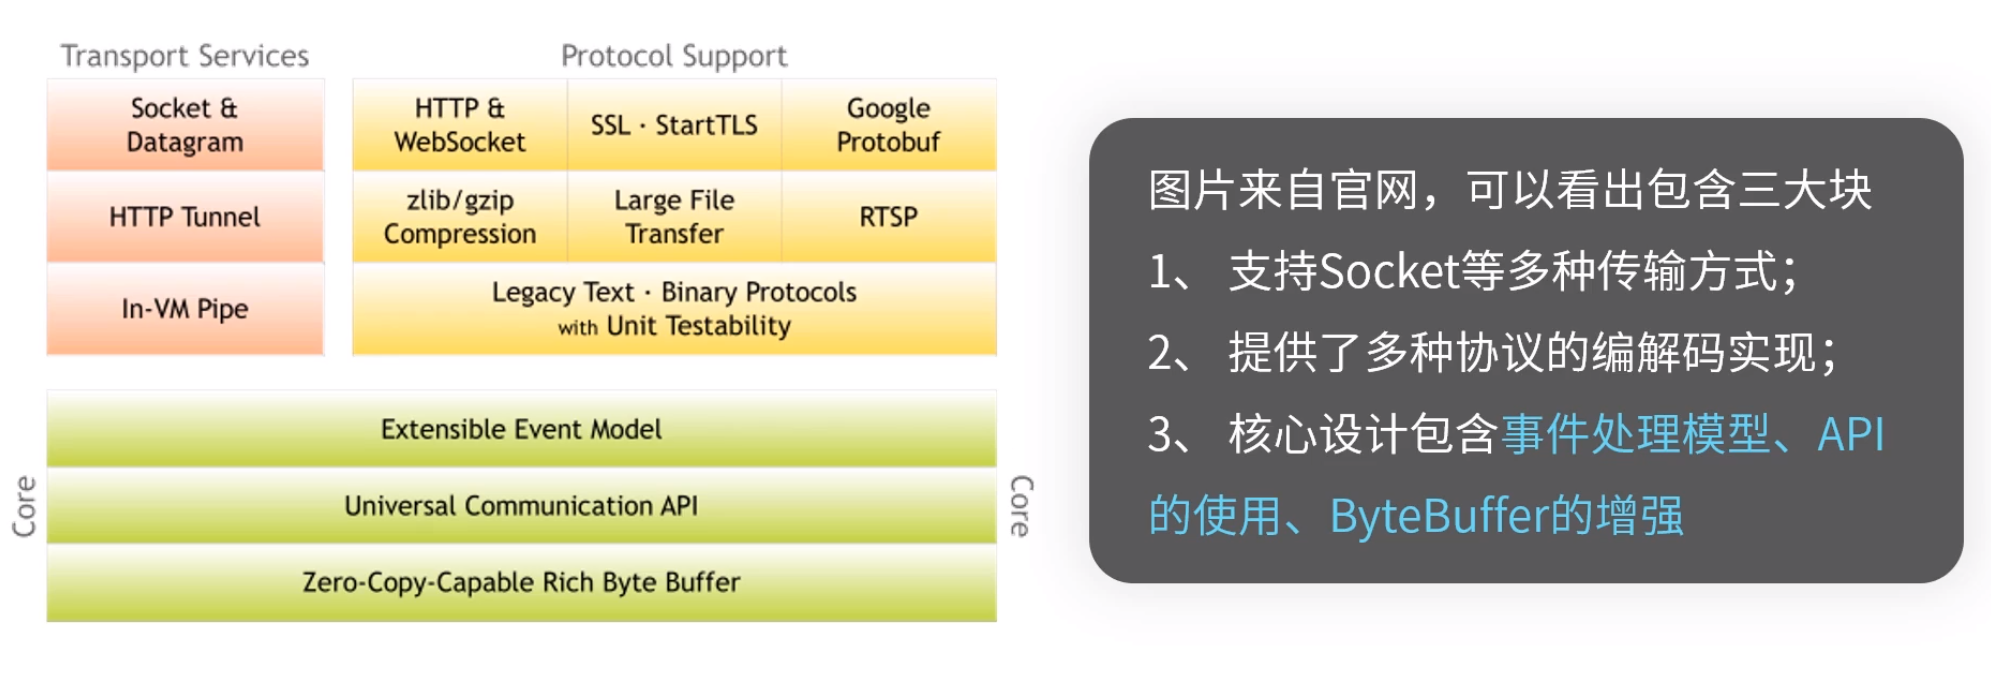 Transport Services
Socket &
Datagram
HTTP Tunnel
In-VM Pipe
Protocol Support
HTTP &
WebSocket
SSL · StartTLS
Google
Protobuf
zlib/gzip
Compression
Large File
Transfer
RTSP
Legacy Text · Binary Protocols
with Unit Testability
Core
Extensible Event Model
Universal Communication API
Zero-Copy-Capable Rich Byte Buffer
Core
图片来自官网，可以看出包含三大块
1、 支持Socket等多种传输方式；
2、 提供了多种协议的编解码实现；
3、 核心设计包含事件处理模型、API
的使用、ByteBuffer的增强